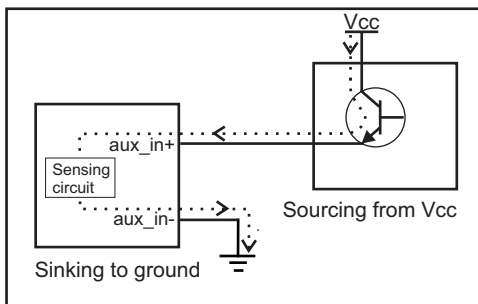 Vcc
aux_in+
Sensing
circuit
aux_in-
Sourcing from Vcc
Sinking to ground